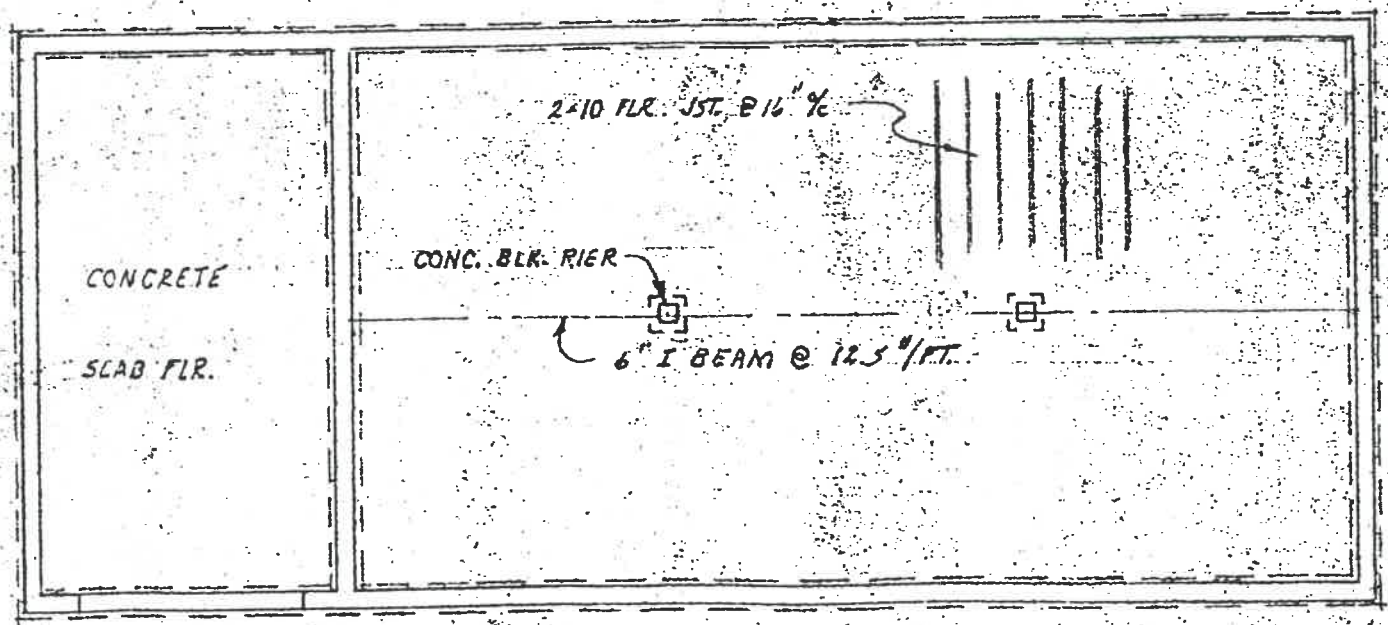 2-10 FLR. JST. @ 16" o/c
CONC. BLK. PIER
CONCRETE
SLAB FLR.
6" I BEAM @ 12.5 #/FT.